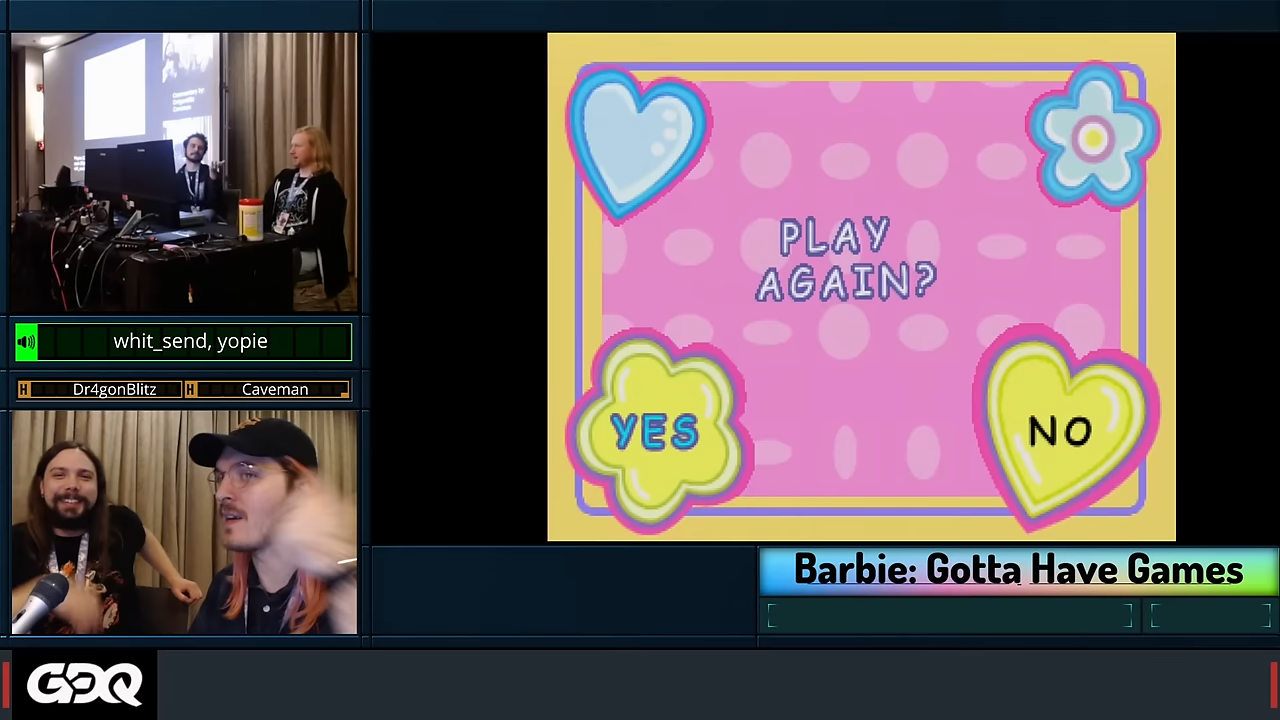 whit_send, yopie
H Dr4gonBlitz H Caveman
PLAY
AGAIN?
YES
NO
Barbie: Gotta Have Games
GDQ